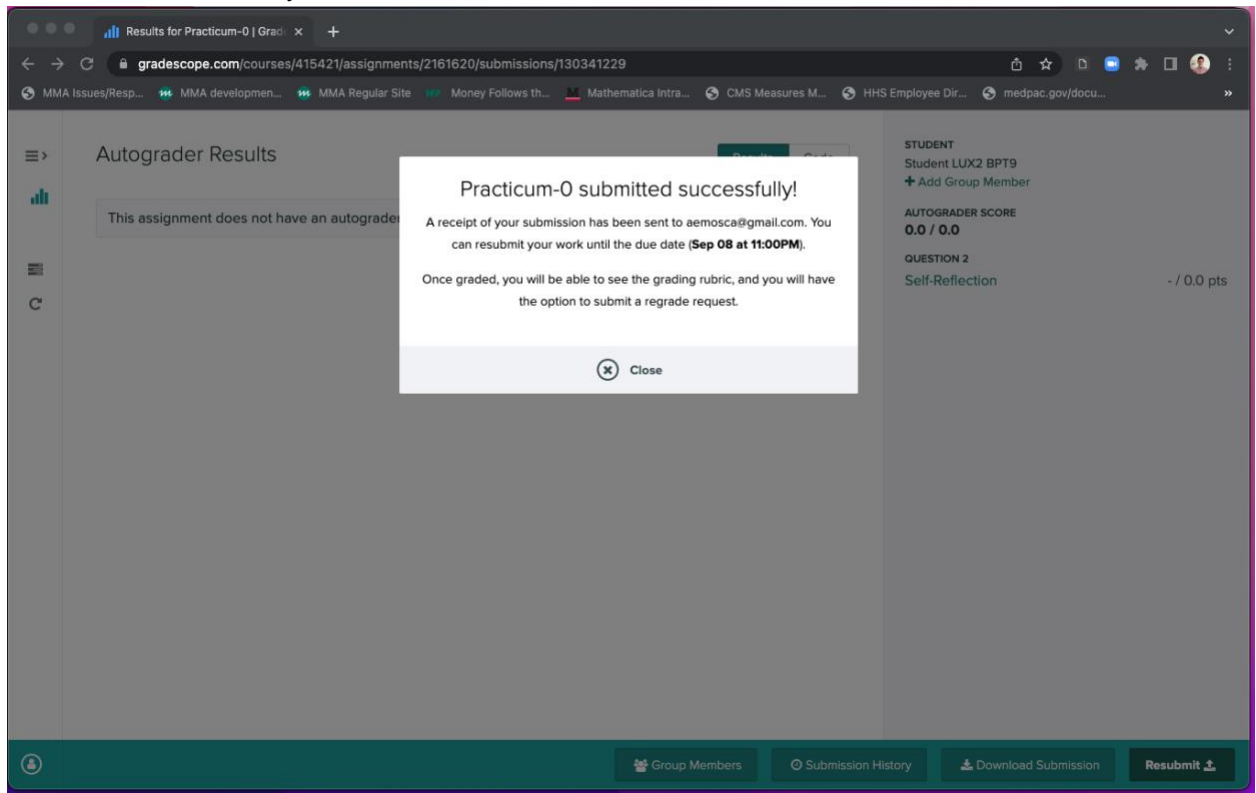 Results for Practicum-0 | Grad
gradescope.com/courses/415421/assignments/2161620/submissions/130341229
MMA Issues/Resp... MMA developmen... MMA Regular Site Money Follows th... Mathematica Intra... CMS Measures M... HHS Employee Dir... medpac.gov/docu... »
Autograder Results
This assignment does not have an autograder
Practicum-0 submitted successfully!
A receipt of your submission has been sent to aemosca@gmail.com. You
can resubmit your work until the due date (Sep 08 at 11:00PM).
Once graded, you will be able to see the grading rubric, and you will have
the option to submit a regrade request.
Close
STUDENT
Student LUX2 BPT9
+ Add Group Member
AUTOGRADER SCORE
0.0 / 0.0
QUESTION 2
Self-Reflection - / 0.0 pts
Group Members Submission History Download Submission Resubmit